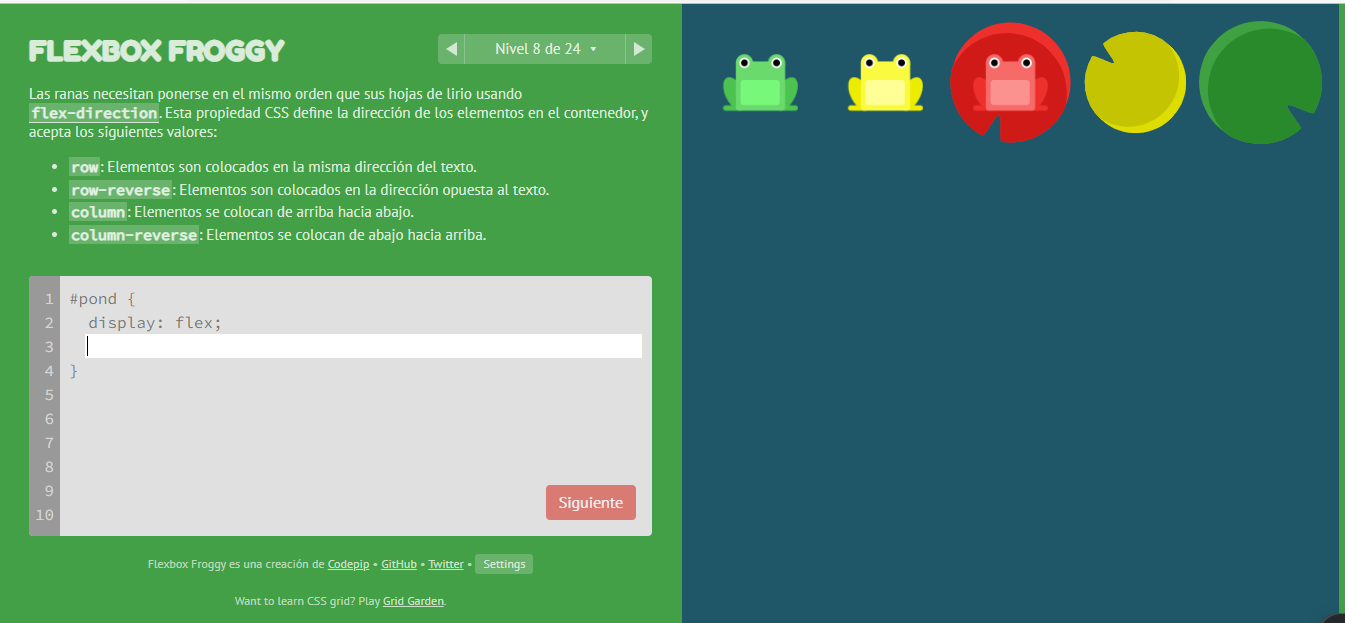 FLEXBOX FROGGY
Nivel 8 de 24
Las ranas necesitan ponerse en el mismo orden que sus hojas de lirio usando
flex-direction. Esta propiedad CSS define la dirección de los elementos en el contenedor, y
acepta los siguientes valores:
• row: Elementos son colocados en la misma dirección del texto.
• row-reverse: Elementos son colocados en la dirección opuesta al texto.
• column: Elementos se colocan de arriba hacia abajo.
• column-reverse: Elementos se colocan de abajo hacia arriba.
1 #pond {
2 display: flex;
3
4 }
5
6
7
8
9
10
Siguiente
Flexbox Froggy es una creación de Codepip • GitHub • Twitter • Settings
Want to learn CSS grid? Play Grid Garden.